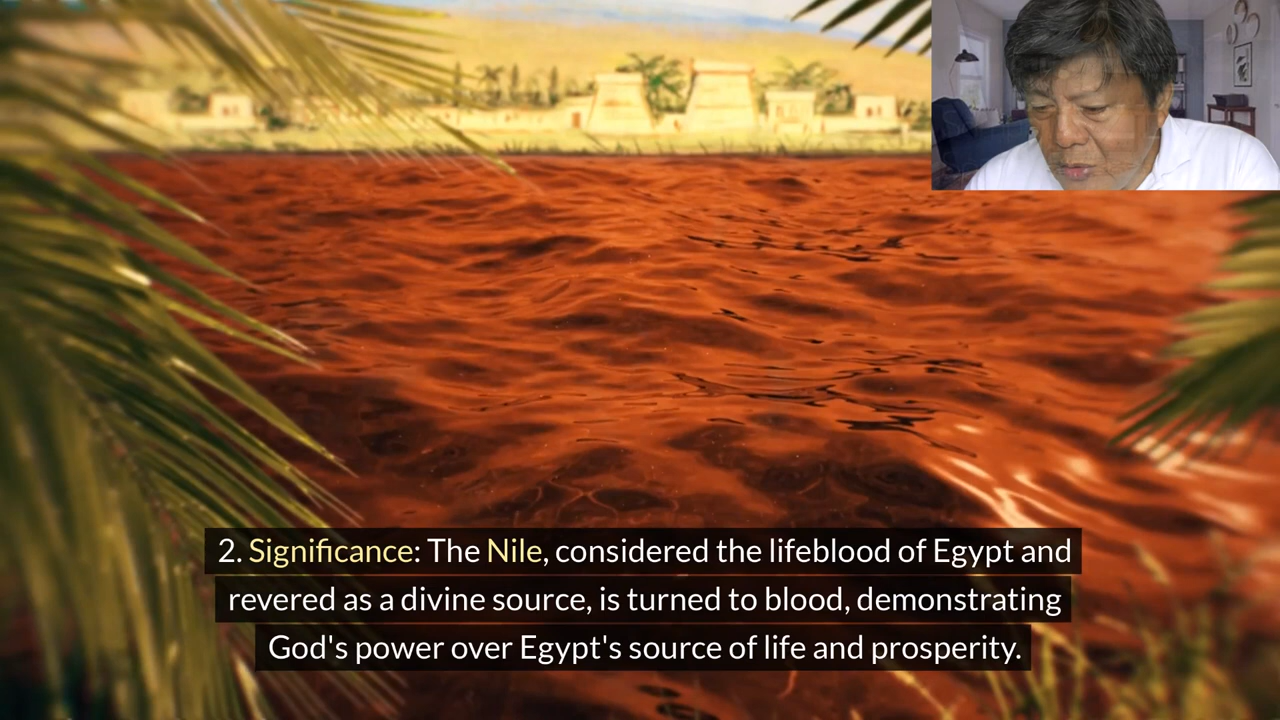 2. Significance: The Nile, considered the lifeblood of Egypt and
revered as a divine source, is turned to blood, demonstrating
God's power over Egypt's source of life and prosperity.